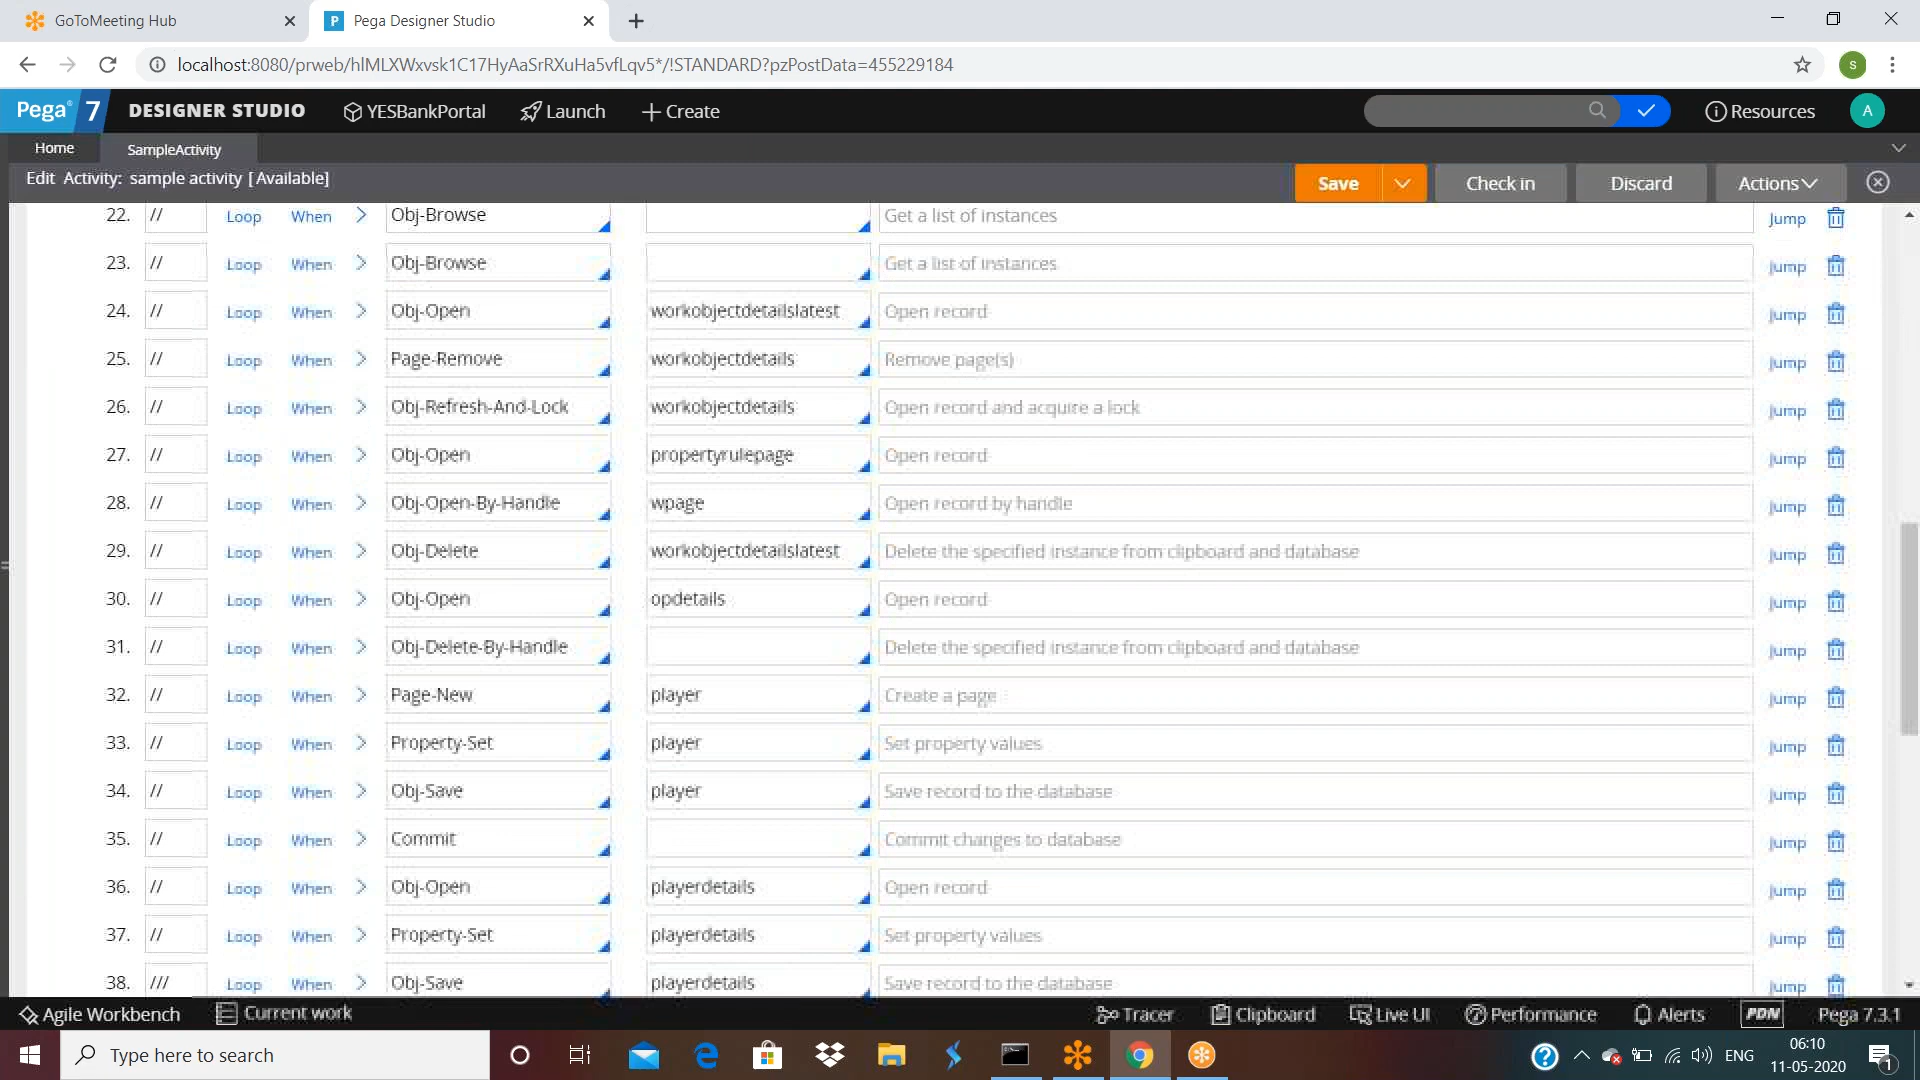 GoToMeeting Hub
P Pega Designer Studio
localhost:8080/prweb/hlMLXWxvsk1C17HyAaSrRXuHa5vfLqv5*/!STANDARD?pzPostData=455229184
s
Pega 7 DESIGNER STUDIO YESBankPortal Launch Create Resources A
Home SampleActivity
Edit Activity: sample activity [Available] Save Check in Discard Actions
22. // Loop When Obj-Browse Get a list of instances Jump
23. // Loop When Obj-Browse Get a list of instances Jump
24. // Loop When Obj-Open workobjectdetailslatest Open record Jump
25. // Loop When Page-Remove workobjectdetails Remove page(s) Jump
26. // Loop When Obj-Refresh-And-Lock workobjectdetails Open record and acquire a lock Jump
27. // Loop When Obj-Open propertyrulepage Open record Jump
28. // Loop When Obj-Open-By-Handle wpage Open record by handle Jump
29. // Loop When Obj-Delete workobjectdetailslatest Delete the specified instance from clipboard and database Jump
30. // Loop When Obj-Open opdetails Open record Jump
31. // Loop When Obj-Delete-By-Handle Delete the specified instance from clipboard and database Jump
32. // Loop When Page-New player Create a page Jump
33. // Loop When Property-Set player Set property values Jump
34. // Loop When Obj-Save player Save record to the database Jump
35. // Loop When Commit Commit changes to database Jump
36. // Loop When Obj-Open playerdetails Open record Jump
37. // Loop When Property-Set playerdetails Set property values Jump
38. /// Loop When Obj-Save playerdetails Save record to the database Jump
Agile Workbench Current work Tracer Clipboard Live UI Performance Alerts PDN Pega 7.3.1
Type here to search ENG 06:10
11-05-2020 1